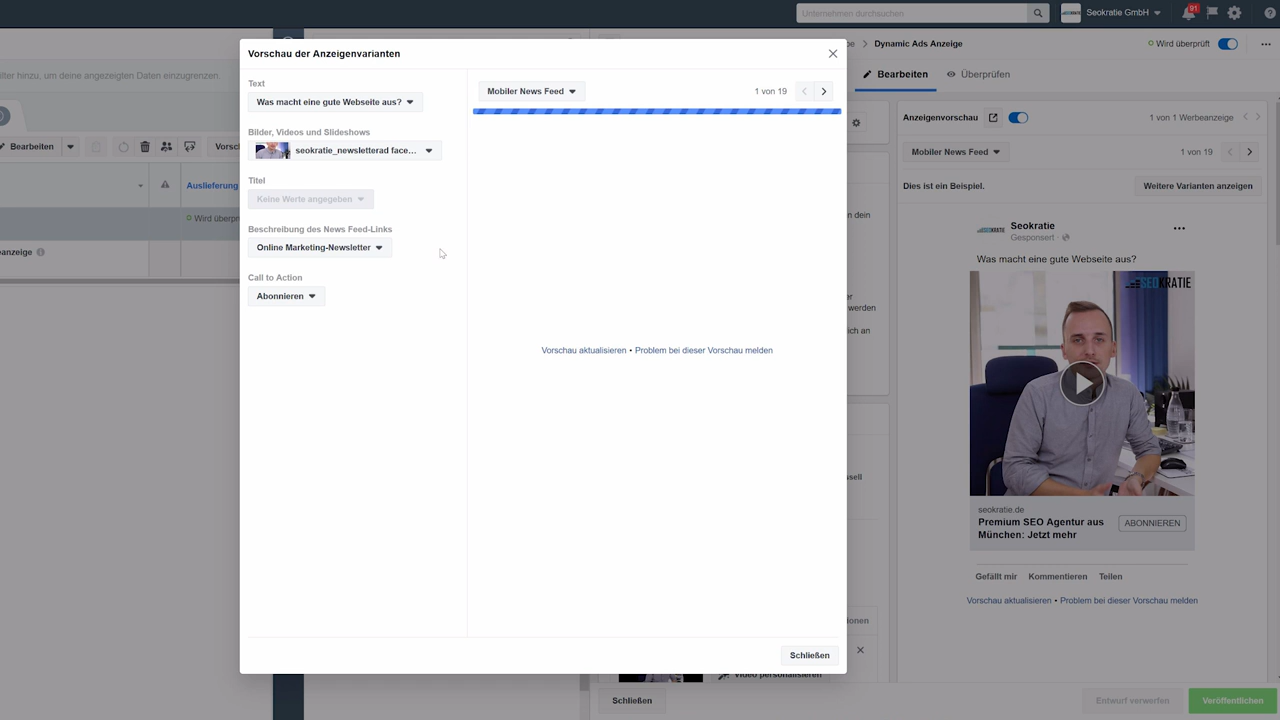 Unternehmen durchsuchen
Seokratie GmbH
91
Vorschau der Anzeigenvarianten
Dynamic Ads Anzeige
Wird überprüft
hinzu, um deine angezeigten Daten einzugrenzen.
Bearbeiten
Überprüfen
Text
Was macht eine gute Webseite aus?
Mobiler News Feed
1 von 19
Anzeigenvorschau
1 von 1 Werbeanzeige
Bilder, Videos und Slideshows
seokratie_newsletterad face...
Bearbeiten
Mobiler News Feed
1 von 19
Titel
Keine Werte angegeben
Auslieferung
Dies ist ein Beispiel.
Weitere Varianten anzeigen
Wird überprü
dein
Beschreibung des News Feed-Links
Online Marketing-Newsletter
Seokratie
Gesponsert
Was macht eine gute Webseite aus?
SEOKRATIE
Call to Action
Abonnieren
werden
an
Vorschau aktualisieren • Problem bei dieser Vorschau melden
seokratie.de
Premium SEO Agentur aus
München: Jetzt mehr
ABONNIEREN
Gefällt mir Kommentieren Teilen
Vorschau aktualisieren • Problem bei dieser Vorschau melden
Schließen
Video personalisieren
Schließen
Entwurf verwerfen
Veröffentlichen